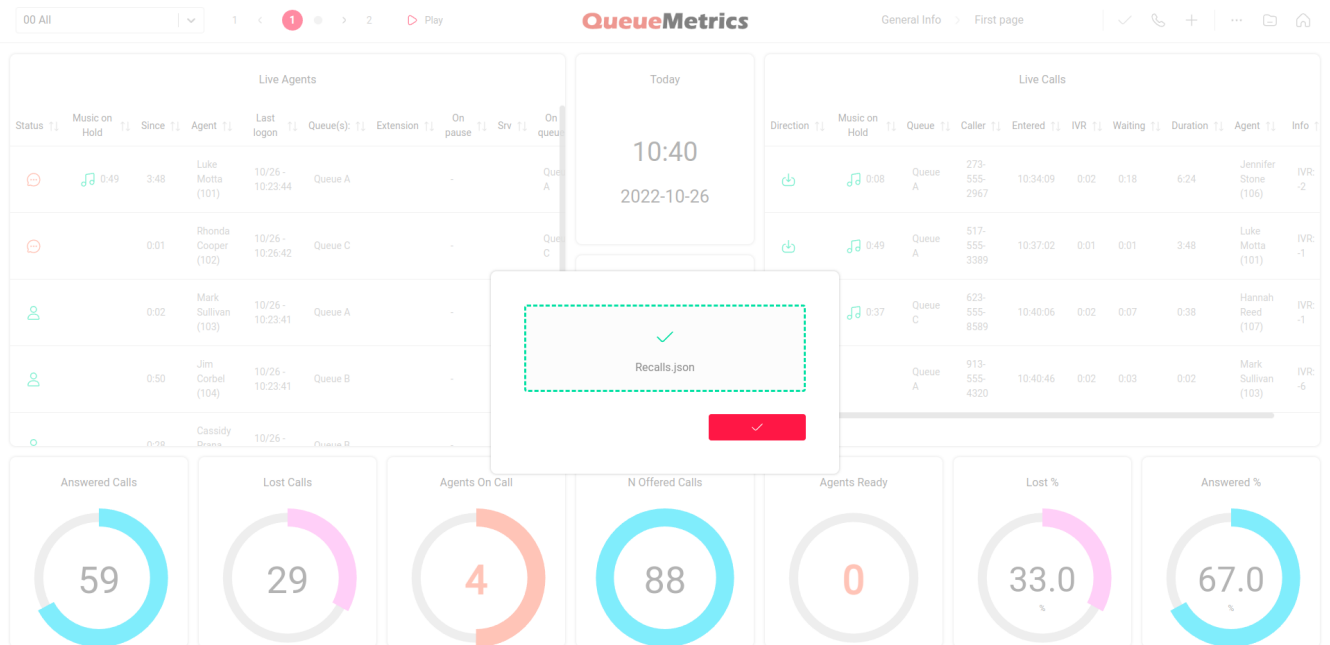 00 All
1
1
2
Play
QueueMetrics
General Info
First page
Live Agents
Status
Music on
Hold
Since
Agent
Last
logon
Queue(s):
Extension
On
pause
Srv
On
queu
0:49
3:48
Luke
Motta
(101)
10/26 -
10:23:44
Queue A
-
Que
A
0:01
Rhonda
Cooper
(102)
10/26 -
10:26:42
Queue C
-
Que
C
0:02
Mark
Sullivan
(103)
10/26 -
10:23:41
Queue A
-
0:50
Jim
Corbel
(104)
10/26 -
10:23:41
Queue B
-
0:28
Cassidy
10/26 -
Queue B
Today
10:40
2022-10-26
Live Calls
Direction
Music on
Hold
Queue
Caller
Entered
IVR
Waiting
Duration
Agent
Info
0:08
Queue
A
273-
555-
2967
10:34:09
0:02
0:18
6:24
Jennifer
Stone
(106)
IVR:
-2
0:49
Queue
A
517-
555-
3389
10:37:02
0:01
0:01
3:48
Luke
Motta
(101)
IVR:
-1
0:37
Queue
C
623-
555-
8589
10:40:06
0:02
0:07
0:38
Hannah
Reed
(107)
IVR:
-1
Queue
A
913-
555-
4320
10:40:46
0:02
0:03
0:02
Mark
Sullivan
(103)
IVR:
-6
Recalls.json
Answered Calls
59
Lost Calls
29
Agents On Call
4
N Offered Calls
88
Agents Ready
0
Lost %
33.0
%
Answered %
67.0
%